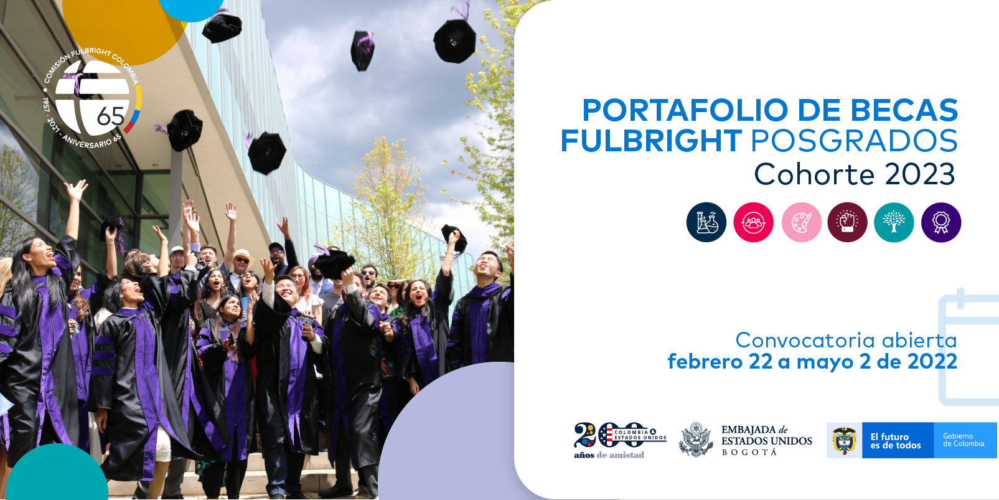 COMISIÓN FULBRIGHT COLOMBIA
1957 · 2021 - ANIVERSARIO 65
65
PORTAFOLIO DE BECAS
FULBRIGHT POSGRADOS
Cohorte 2023
Convocatoria abierta
febrero 22 a mayo 2 de 2022
200
COLOMBIA &
ESTADOS UNIDOS
años de amistad
EMBAJADA de
ESTADOS UNIDOS
BOGOTÁ
El futuro
es de todos
Gobierno
de Colombia